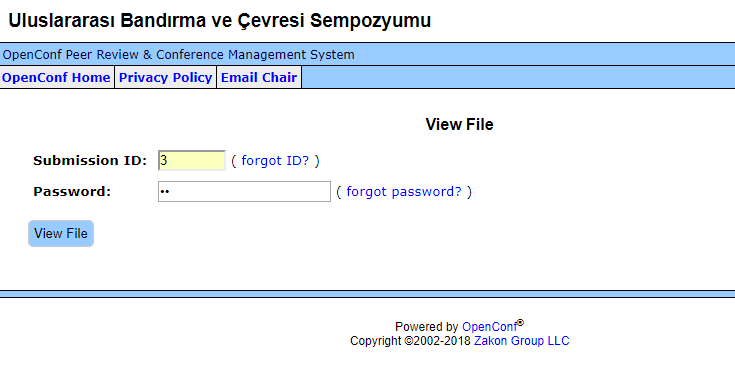 Uluslararası Bandırma ve Çevresi Sempozyumu
OpenConf Peer Review & Conference Management System
OpenConf Home Privacy Policy Email Chair
View File
Submission ID: 3 ( forgot ID? )
Password: •• ( forgot password? )
View File
Powered by OpenConf®
Copyright ©2002-2018 Zakon Group LLC